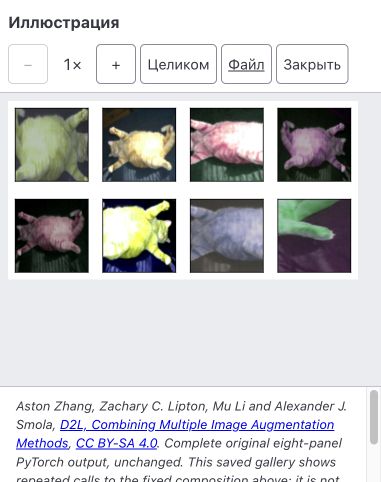 Иллюстрация
− 1× + Целиком Файл Закрыть
Aston Zhang, Zachary C. Lipton, Mu Li and Alexander J.
Smola, D2L, Combining Multiple Image Augmentation
Methods, CC BY-SA 4.0. Complete original eight-panel
PyTorch output, unchanged. This saved gallery shows
repeated calls to the fixed composition above; it is not